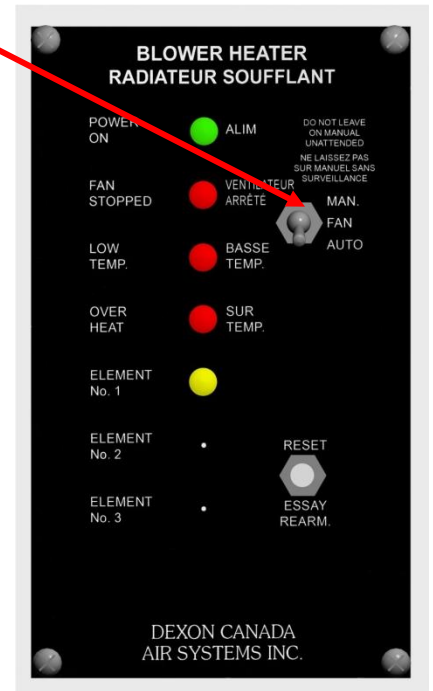 BLOWER HEATER
RADIATEUR SOUFFLANT
POWER
ON
ALIM
DO NOT LEAVE
ON MANUAL
UNATTENDED
NE LAISSEZ PAS
SUR MANUEL SANS
SURVEILLANCE
FAN
STOPPED
VENTILATEUR
ARRÊTÉ
MAN.
FAN
AUTO
LOW
TEMP.
BASSE
TEMP.
OVER
HEAT
SUR
TEMP.
ELEMENT
No. 1
ELEMENT
No. 2
RESET
ELEMENT
No. 3
ESSAY
REARM.
DEXON CANADA
AIR SYSTEMS INC.